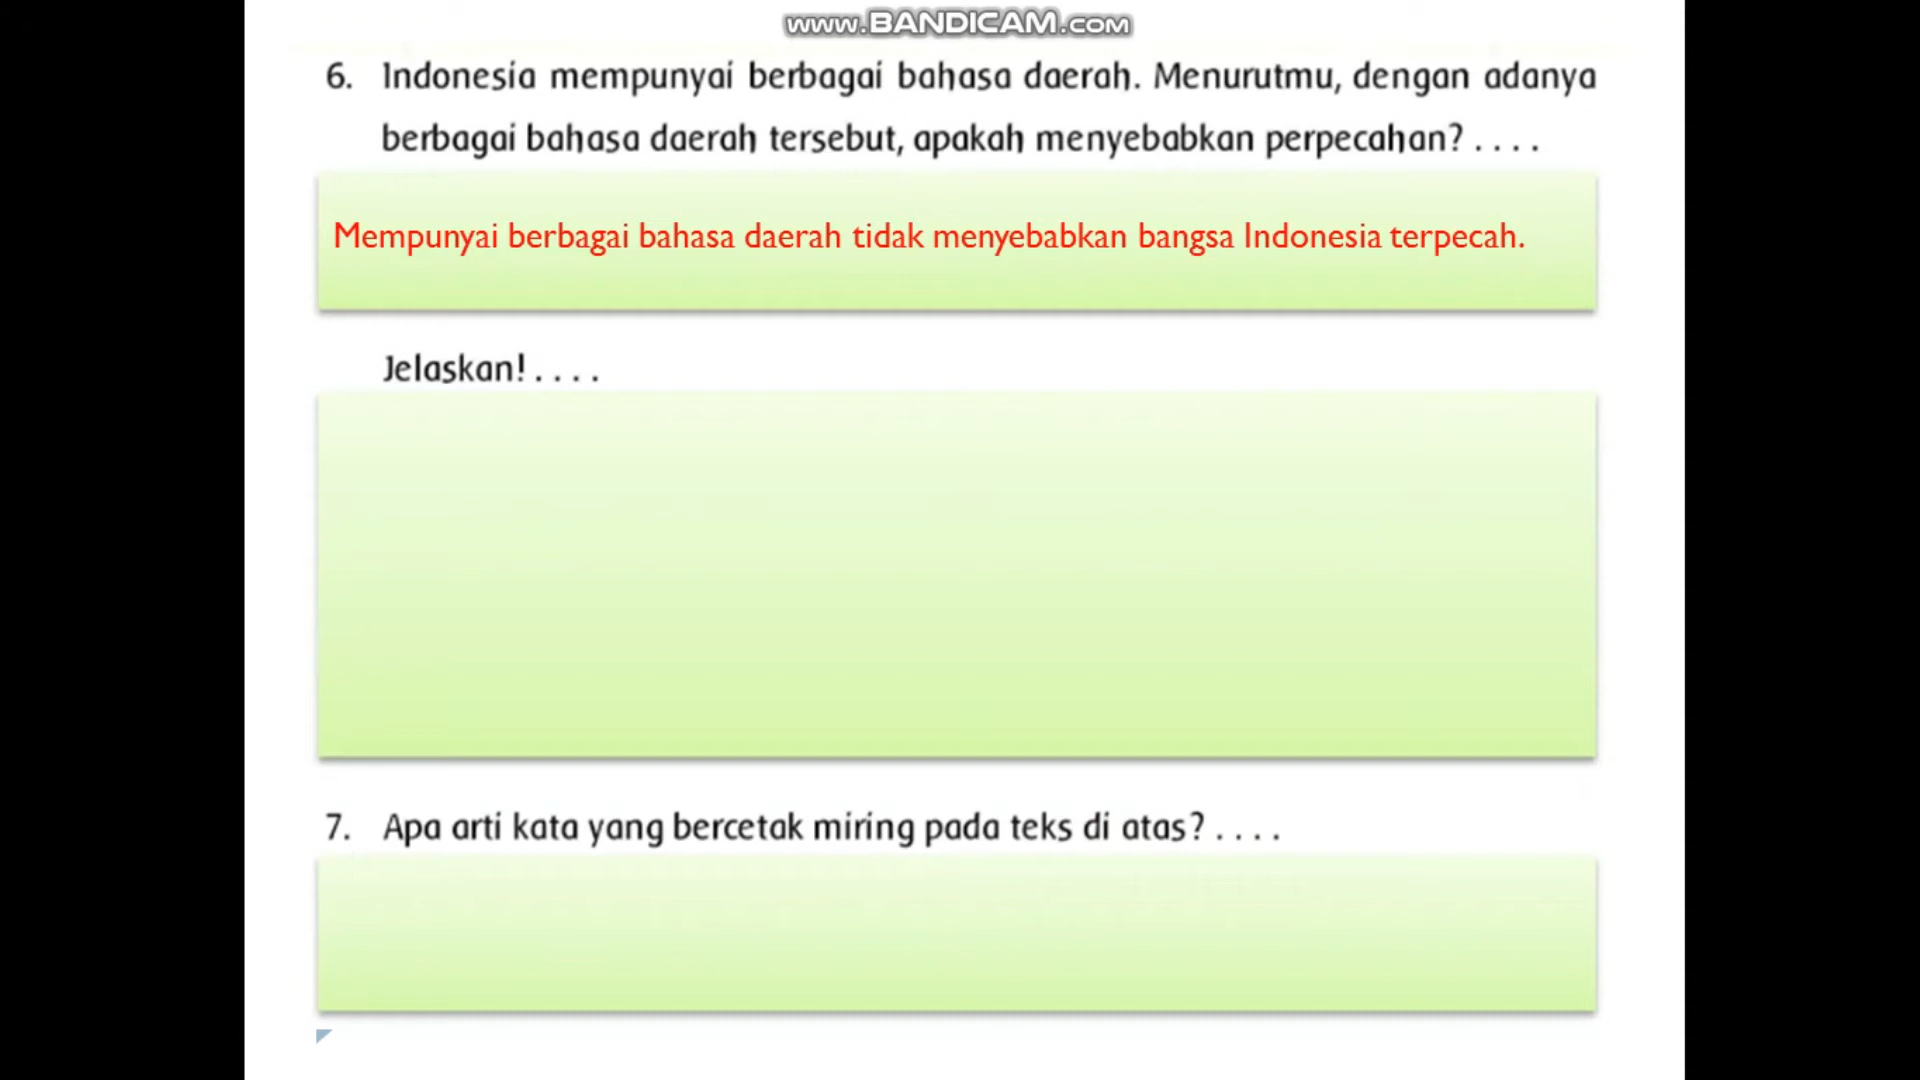 www.BANDICAM.com
6. Indonesia mempunyai berbagai bahasa daerah. Menurutmu, dengan adanya
berbagai bahasa daerah tersebut, apakah menyebabkan perpecahan? . . . .
Mempunyai berbagai bahasa daerah tidak menyebabkan bangsa Indonesia terpecah.
Jelaskan! . . . .
7. Apa arti kata yang bercetak miring pada teks di atas? . . . .